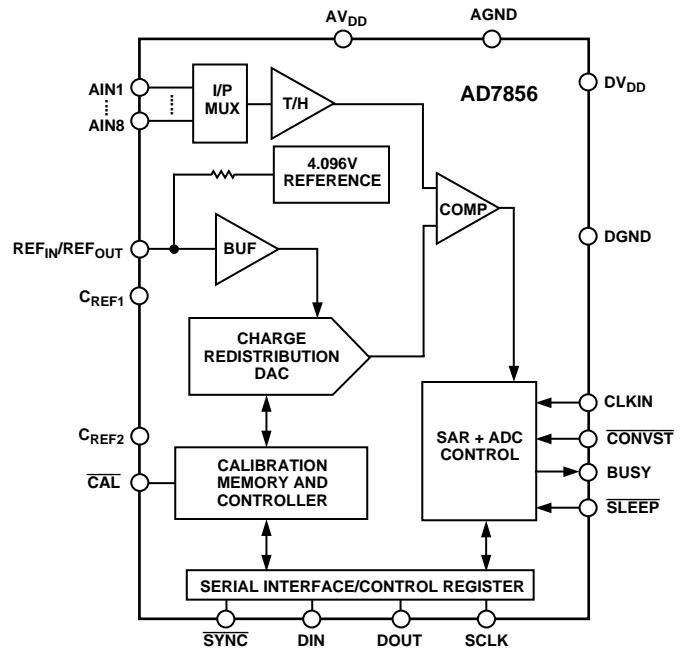 AVDD
AGND
AIN1
AIN8
I/P
MUX
T/H
AD7856
DVDD
4.096V
REFERENCE
COMP
REFIN/REFOUT
BUF
DGND
CREF1
CHARGE
REDISTRIBUTION
DAC
CREF2
CAL
CALIBRATION
MEMORY AND
CONTROLLER
SAR + ADC
CONTROL
CLKIN
CONVST
BUSY
SLEEP
SERIAL INTERFACE/CONTROL REGISTER
SYNC
DIN
DOUT
SCLK